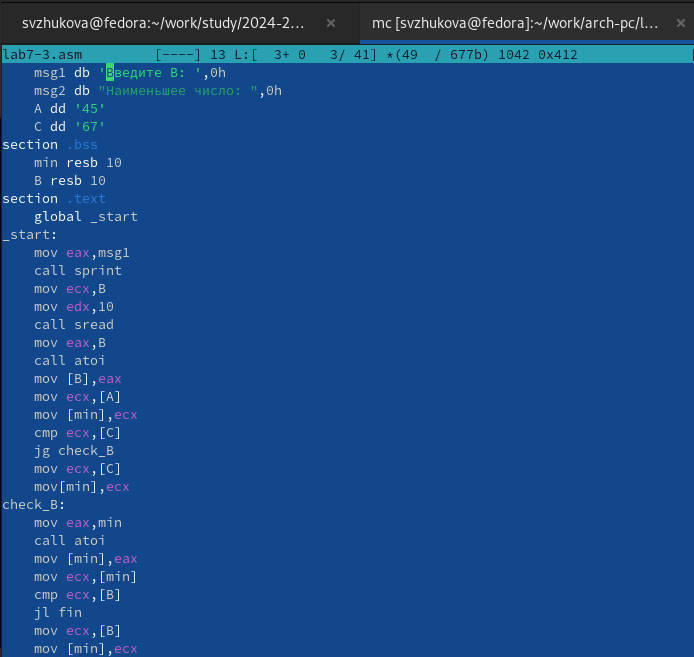 svzhukova@fedora:~/work/study/2024-2... × mc [svzhukova@fedora]:~/work/arch-pc/l... ×
lab7-3.asm [----] 13 L:[ 3+ 0 3/ 41] *(49 / 677b) 1042 0x412
msg1 db 'Введите B: ',0h
msg2 db "Наименьшее число: ",0h
A dd '45'
C dd '67'
section .bss
min resb 10
B resb 10
section .text
global _start
_start:
mov eax,msg1
call sprint
mov ecx,B
mov edx,10
call sread
mov eax,B
call atoi
mov [B],eax
mov ecx,[A]
mov [min],ecx
cmp ecx,[C]
jg check_B
mov ecx,[C]
mov[min],ecx
check_B:
mov eax,min
call atoi
mov [min],eax
mov ecx,[min]
cmp ecx,[B]
jl fin
mov ecx,[B]
mov [min],ecx